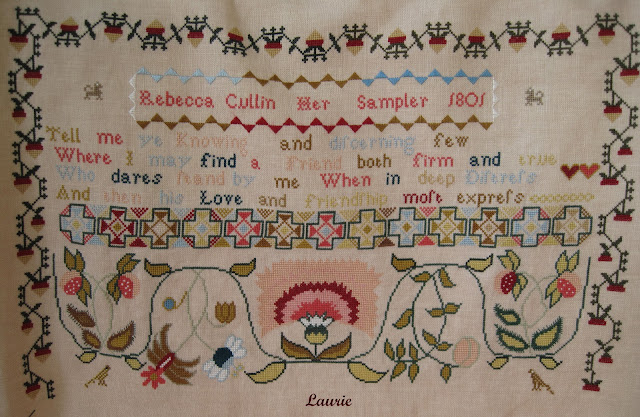 Rebecca Cullin Her Sampler 1801
Tell me ye Knowing and diſcerning few
Where I may find a Friend both firm and true
Who dares ſtand by me When in deep Diſtreſs
And then his Love and friendſhip moſt expreſs
Laurie